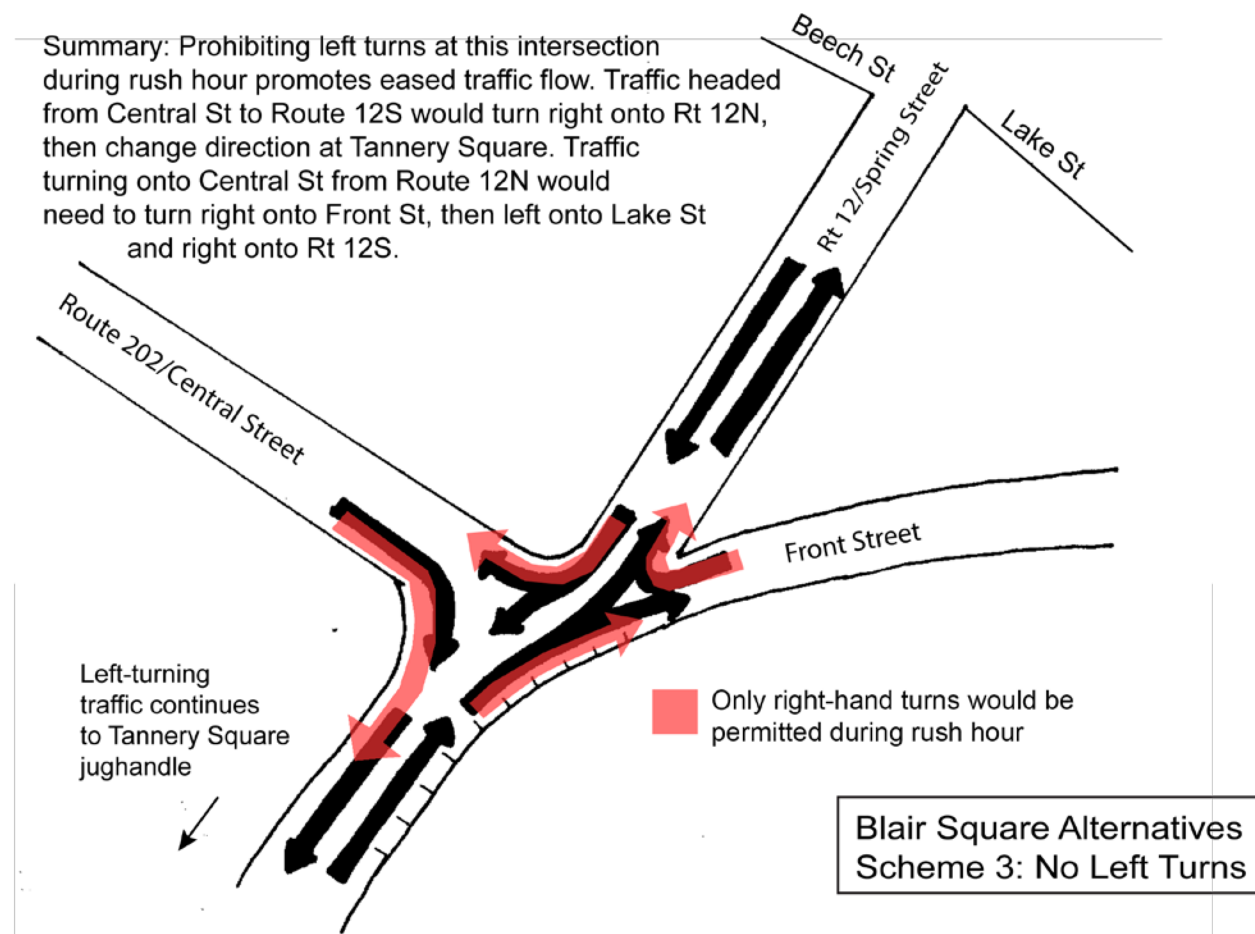 Summary: Prohibiting left turns at this intersection
during rush hour promotes eased traffic flow. Traffic headed
from Central St to Route 12S would turn right onto Rt 12N,
then change direction at Tannery Square. Traffic
turning onto Central St from Route 12N would
need to turn right onto Front St, then left onto Lake St
and right onto Rt 12S.
Beech St
Rt 12/Spring Street
Lake St
Route 202/Central Street
Front Street
Left-turning
traffic continues
to Tannery Square
jughandle
Only right-hand turns would be
permitted during rush hour
Blair Square Alternatives
Scheme 3: No Left Turns